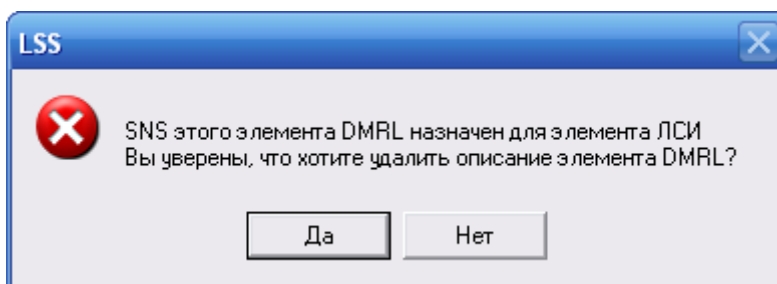 LSS
SNS этого элемента DMRL назначен для элемента ЛСИ
Вы уверены, что хотите удалить описание элемента DMRL?
Да
Нет